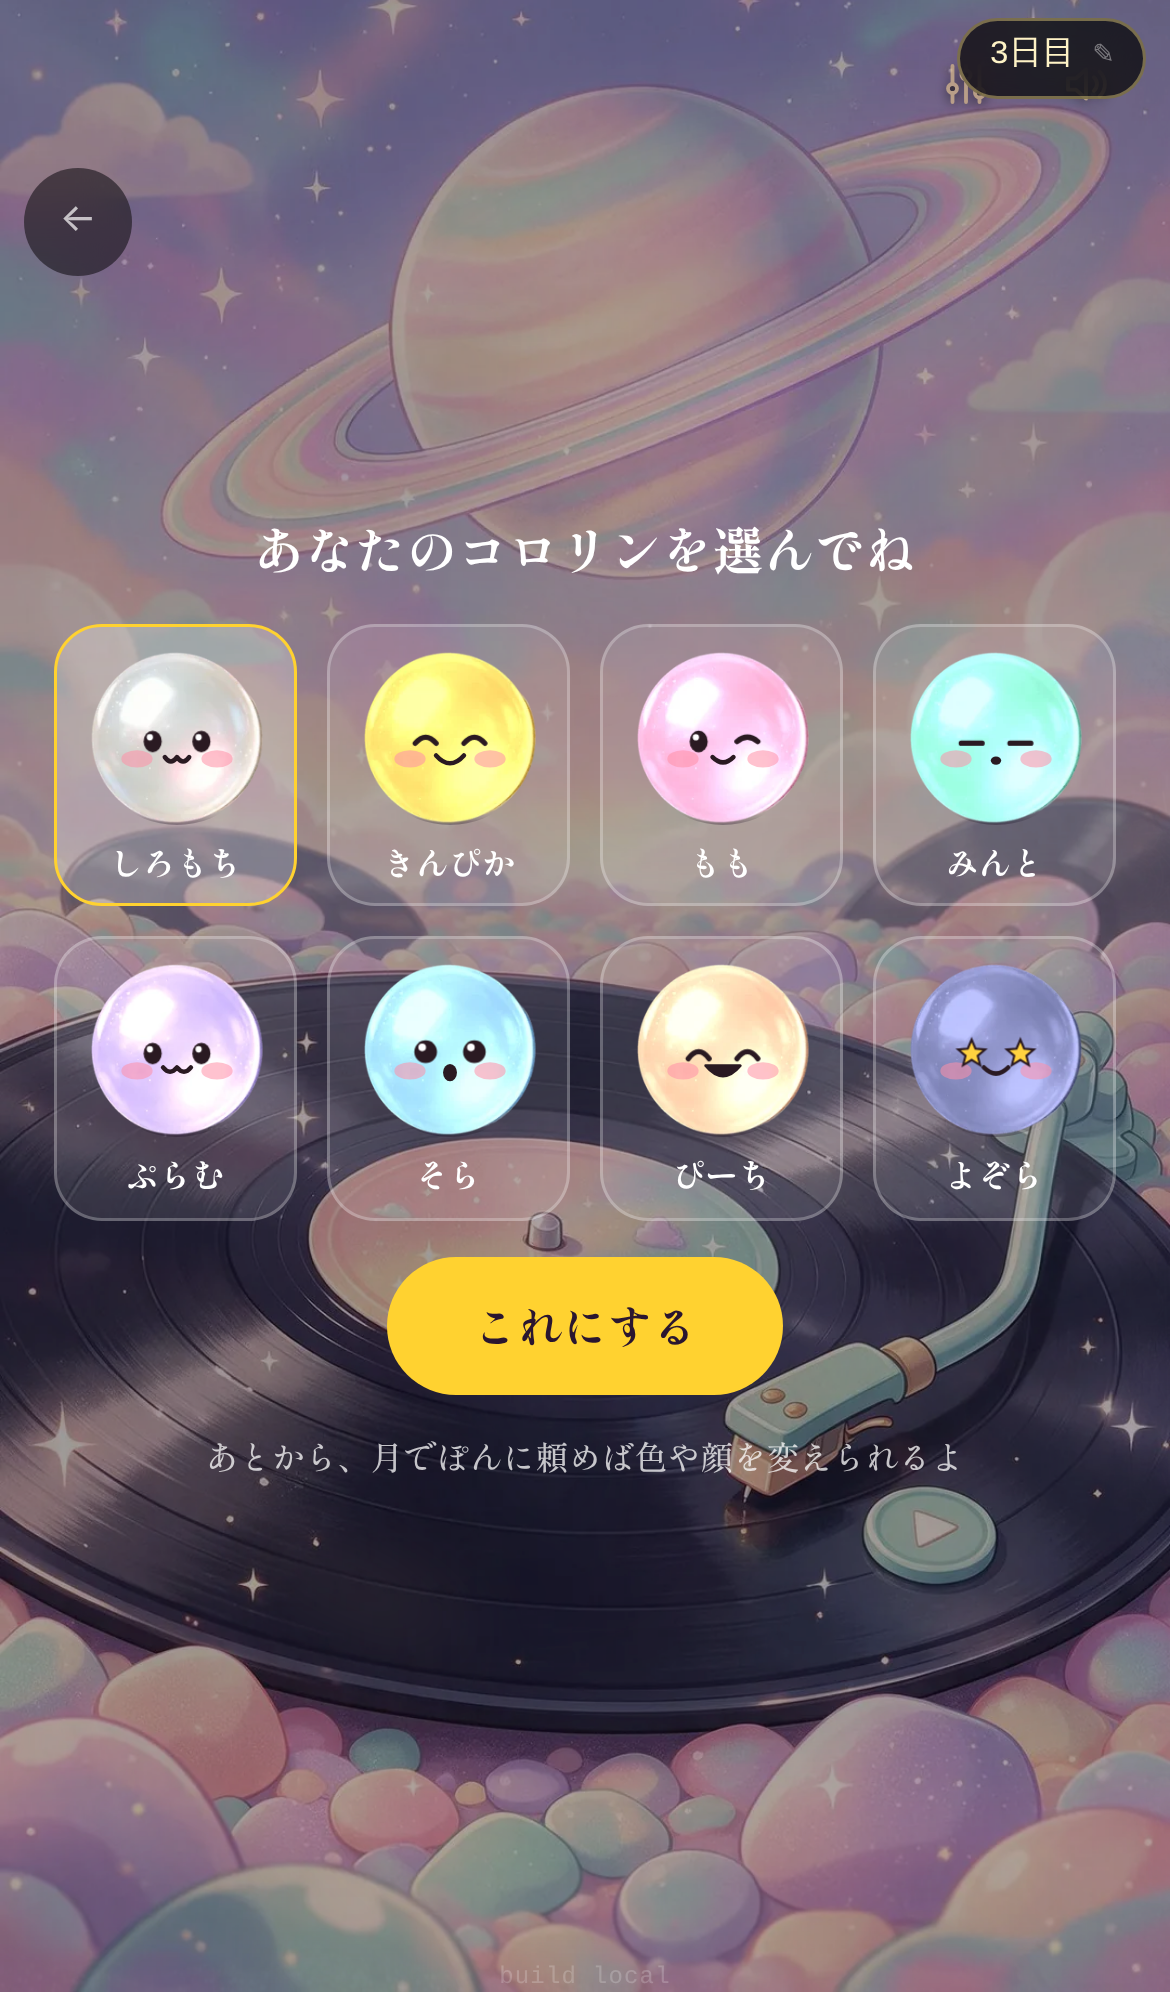 3日目 ✎
あなたのコロリンを選んでね
しろもち
きんぴか
もも
みんと
ぷらむ
そら
ぴーち
よぞら
これにする
あとから、月でぽんに頼めば色や顔を変えられるよ
build local